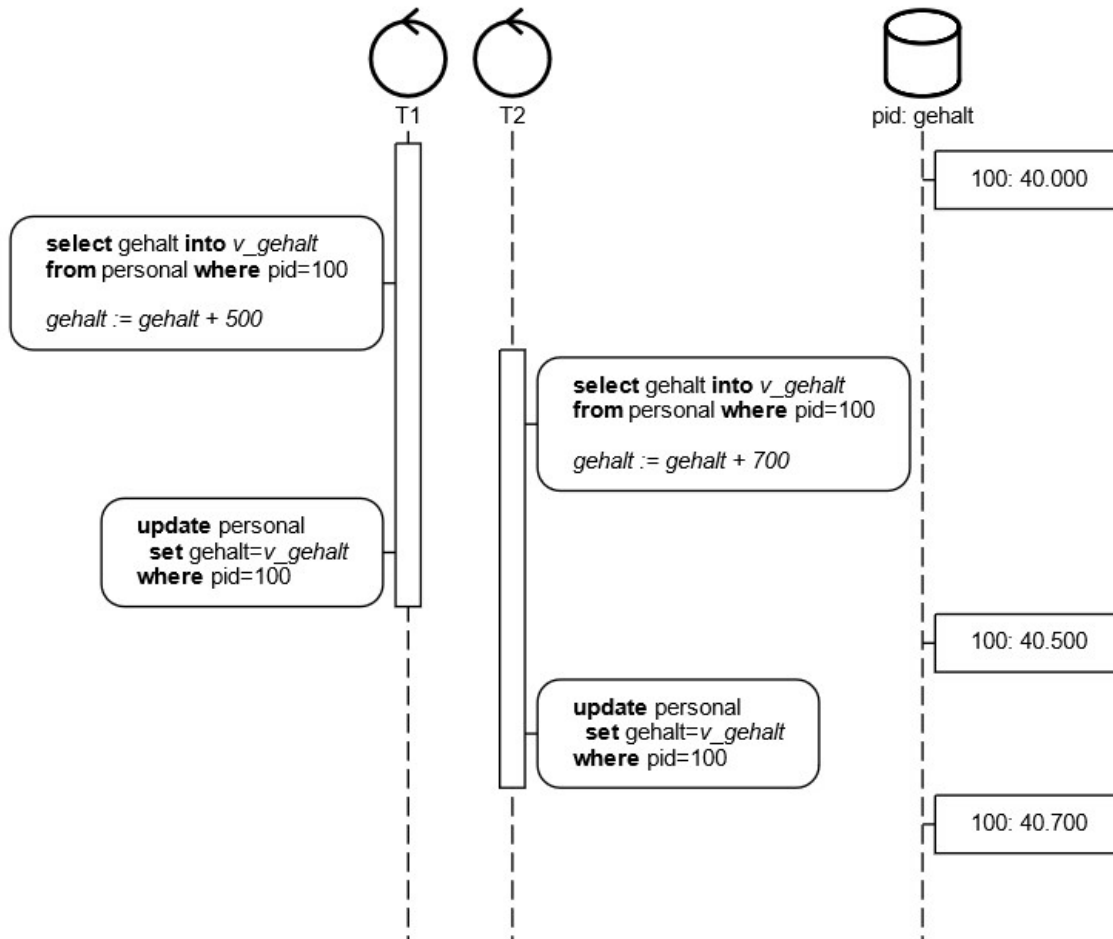 T1
T2
pid: gehalt
100: 40.000
select gehalt into v_gehalt
from personal where pid=100
gehalt := gehalt + 500
select gehalt into v_gehalt
from personal where pid=100
gehalt := gehalt + 700
update personal
set gehalt=v_gehalt
where pid=100
100: 40.500
update personal
set gehalt=v_gehalt
where pid=100
100: 40.700